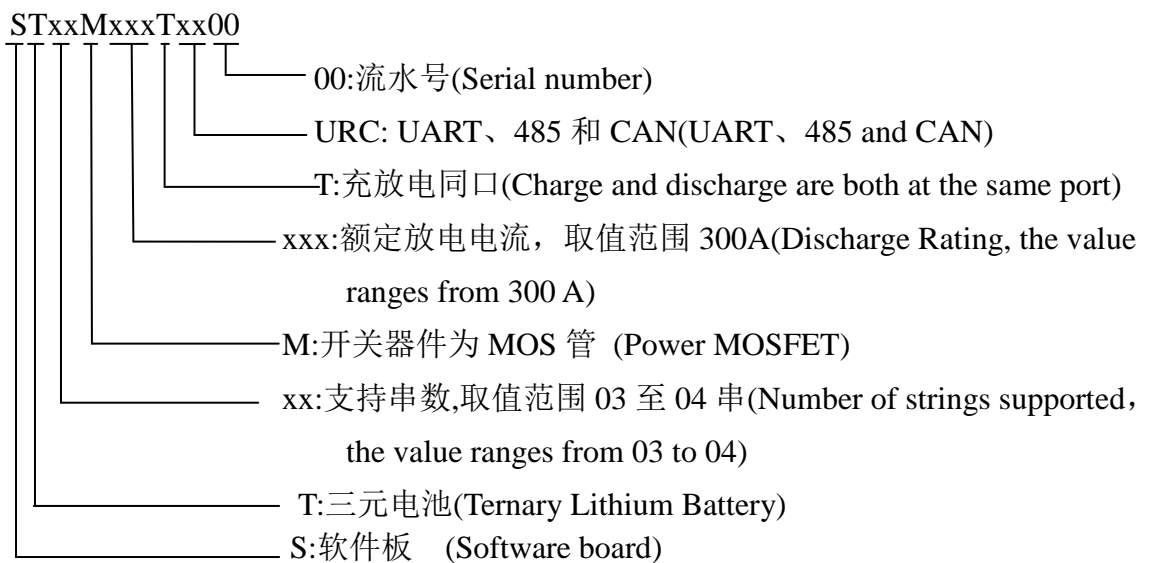 STxxMxxxTxx00
00:流水号(Serial number)
URC: UART、485 和 CAN(UART、485 and CAN)
T:充放电同口(Charge and discharge are both at the same port)
xxx:额定放电电流，取值范围 300A(Discharge Rating, the value
ranges from 300 A)
M:开关器件为 MOS 管 (Power MOSFET)
xx:支持串数,取值范围 03 至 04 串(Number of strings supported，
the value ranges from 03 to 04)
T:三元电池(Ternary Lithium Battery)
S:软件板 (Software board)